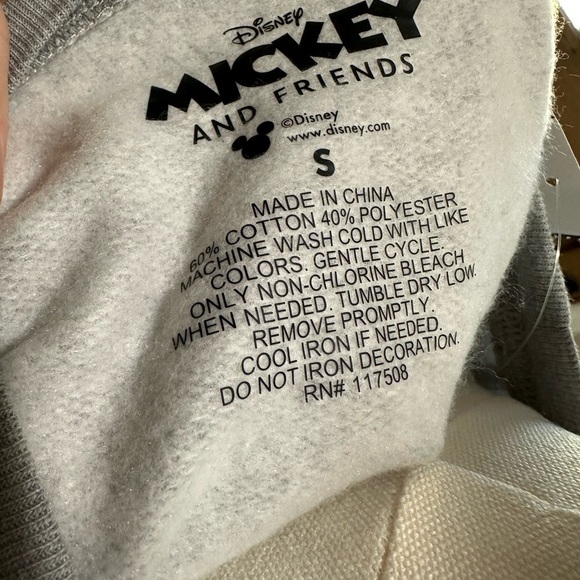 Disney
MICKEY
AND FRIENDS
©Disney
www.disney.com
S
MADE IN CHINA
60% COTTON 40% POLYESTER
MACHINE WASH COLD WITH LIKE
COLORS. GENTLE CYCLE.
ONLY NON-CHLORINE BLEACH
WHEN NEEDED. TUMBLE DRY LOW.
REMOVE PROMPTLY.
COOL IRON IF NEEDED.
DO NOT IRON DECORATION.
RN# 117508